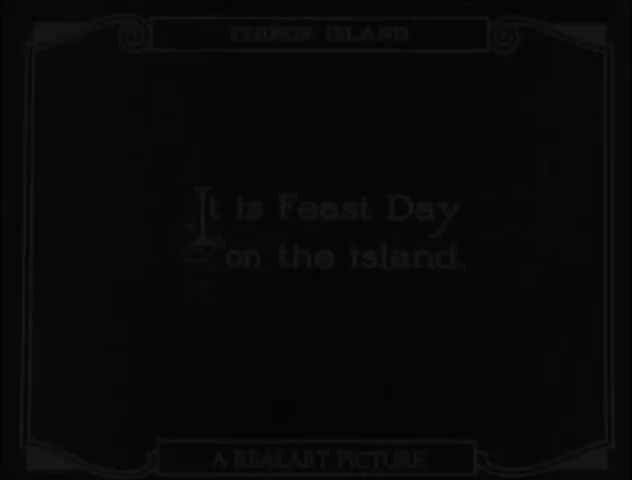 TERROR ISLAND
It is Feast Day
on the island.
A REALART PICTURE